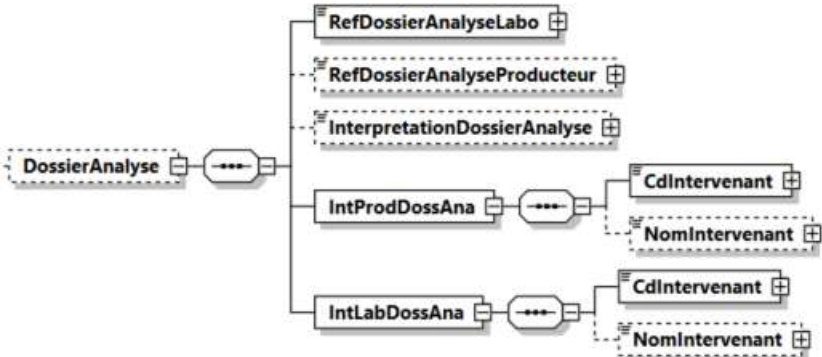 RefDossierAnalyseLabo
RefDossierAnalyseProducteur
InterpretationDossierAnalyse
DossierAnalyse
IntProdDossAna
CdIntervenant
NomIntervenant
IntLabDossAna
CdIntervenant
NomIntervenant